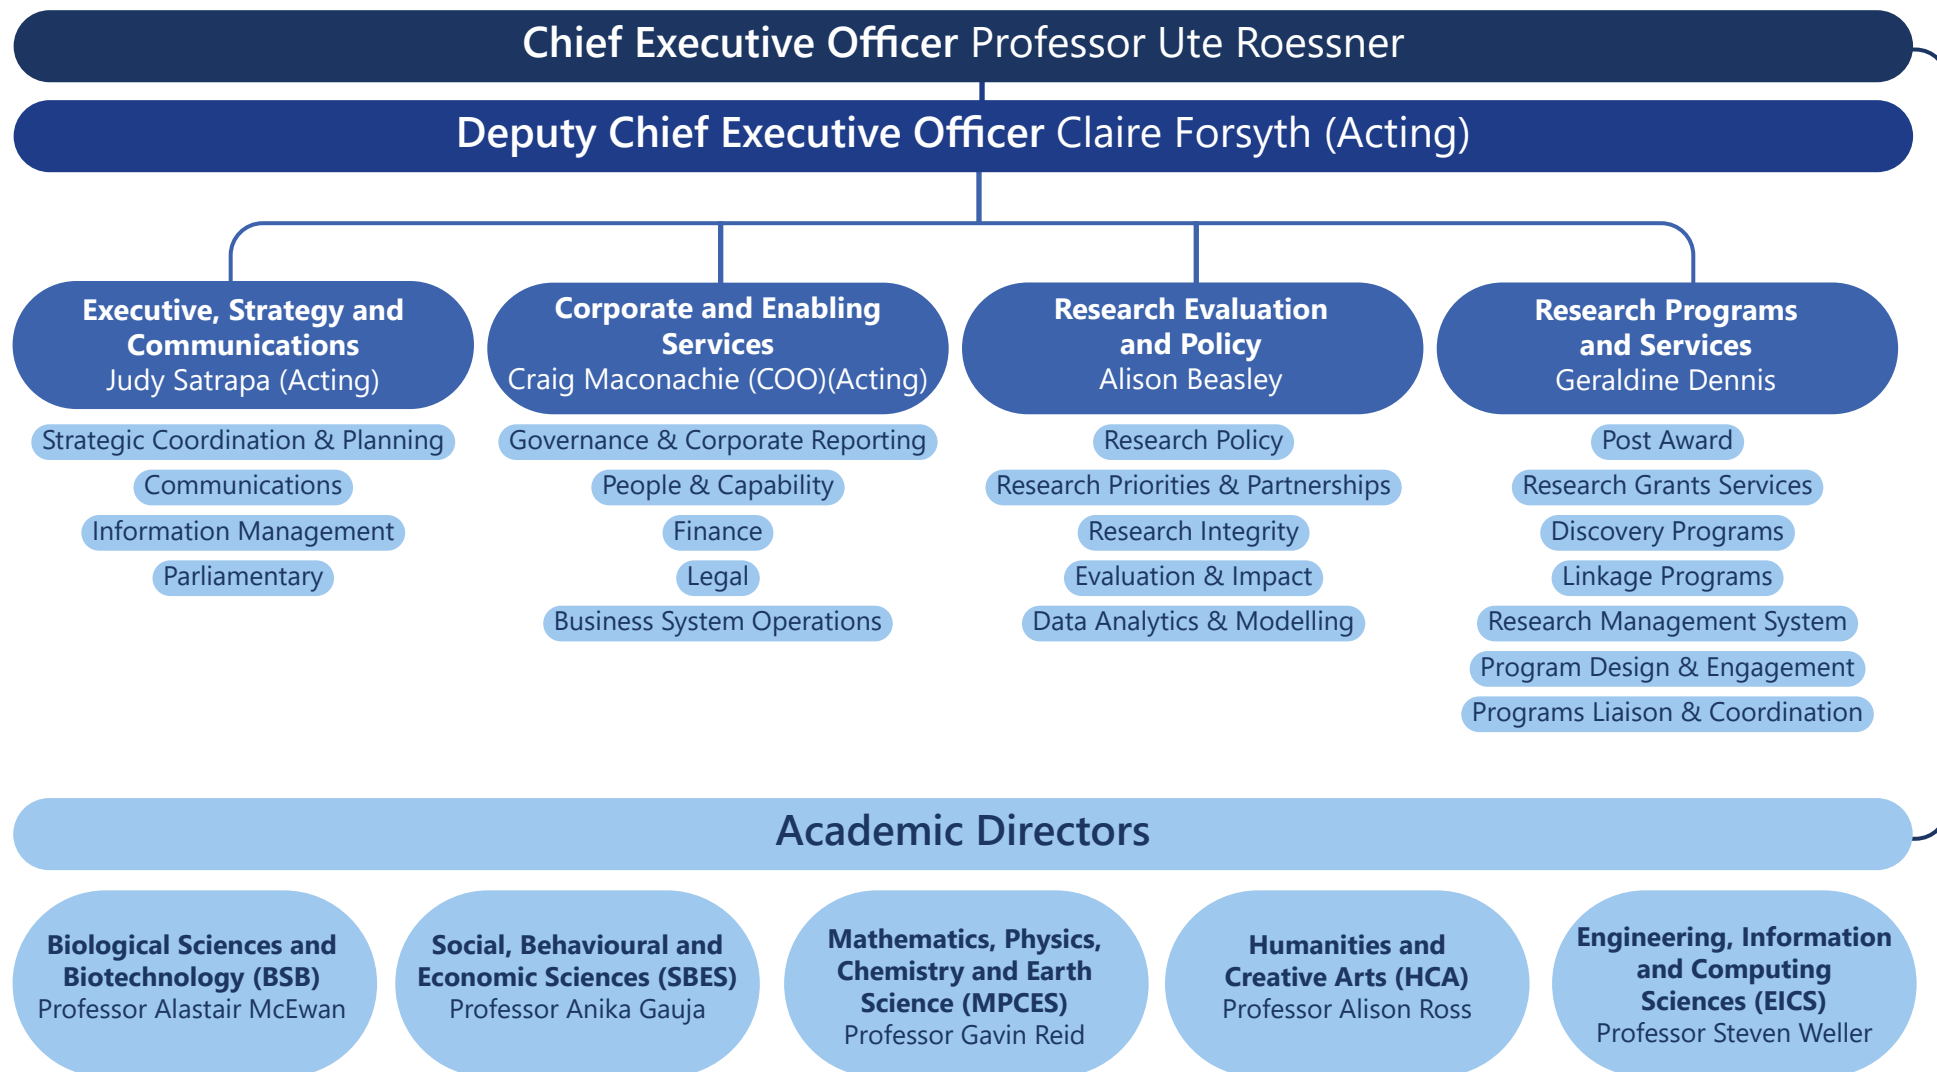 Chief Executive Officer Professor Ute Roessner
Deputy Chief Executive Officer Claire Forsyth (Acting)
Executive, Strategy and
Communications
Judy Satrapa (Acting)
Strategic Coordination & Planning
Communications
Information Management
Parliamentary
Corporate and Enabling
Services
Craig Maconachie (COO)(Acting)
Governance & Corporate Reporting
People & Capability
Finance
Legal
Business System Operations
Research Evaluation
and Policy
Alison Beasley
Research Policy
Research Priorities & Partnerships
Research Integrity
Evaluation & Impact
Data Analytics & Modelling
Research Programs
and Services
Geraldine Dennis
Post Award
Research Grants Services
Discovery Programs
Linkage Programs
Research Management System
Program Design & Engagement
Programs Liaison & Coordination
Academic Directors
Biological Sciences and
Biotechnology (BSB)
Professor Alastair McEwan
Social, Behavioural and
Economic Sciences (SBES)
Professor Anika Gauja
Mathematics, Physics,
Chemistry and Earth
Science (MPCES)
Professor Gavin Reid
Humanities and
Creative Arts (HCA)
Professor Alison Ross
Engineering, Information
and Computing
Sciences (EICS)
Professor Steven Weller